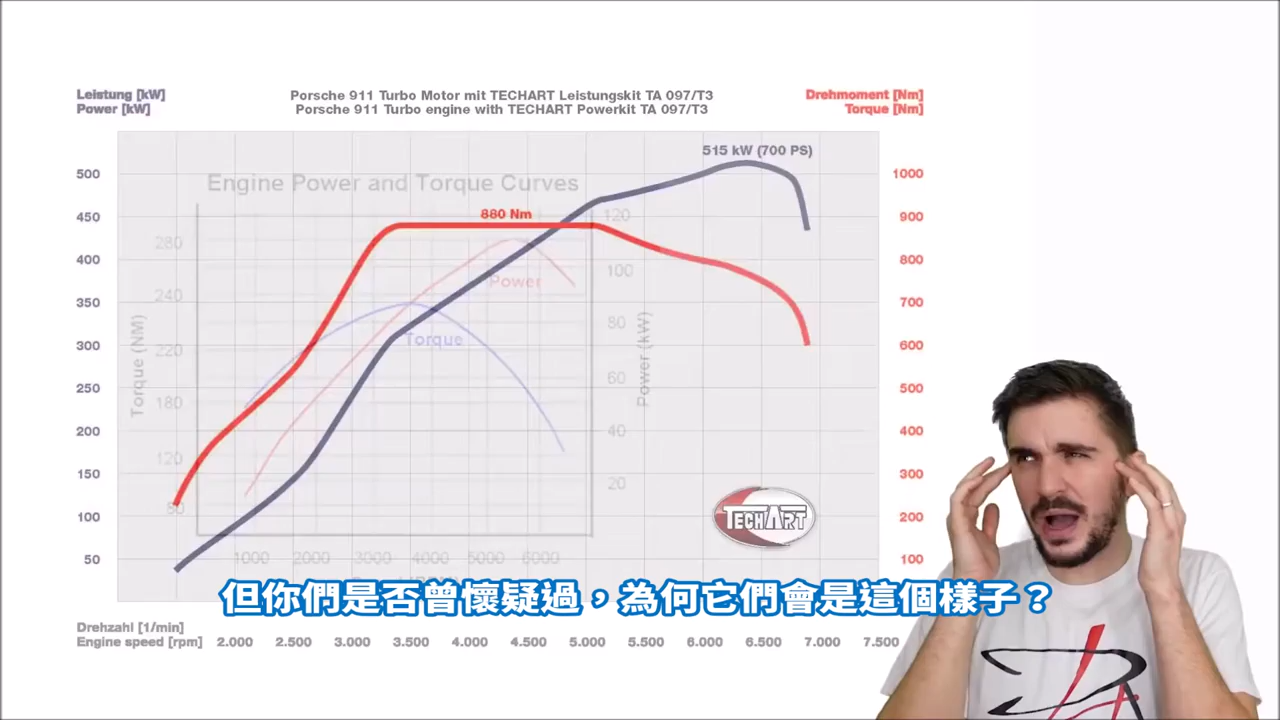 Leistung [kW]
Power [kW]
Porsche 911 Turbo Motor mit TECHART Leistungskit TA 097/T3
Porsche 911 Turbo engine with TECHART Powerkit TA 097/T3
Drehmoment [Nm]
Torque [Nm]
515 kW (700 PS)
500
450
400
350
300
250
200
150
100
50
1000
900
800
700
600
500
400
300
200
100
880 Nm
Engine Power and Torque Curves
Torque (NM)
280
240
220
180
120
80
Power
Torque
Power (kW)
120
100
80
60
40
20
1000 2000 3000 4000 5000 6000
TECHART
但你們是否曾懷疑過，為何它們會是這個樣子？
Drehzahl [1/min]
Engine speed [rpm] 2.000 2.500 3.000 3.500 4.000 4.500 5.000 5.500 6.000 6.500 7.000 7.500